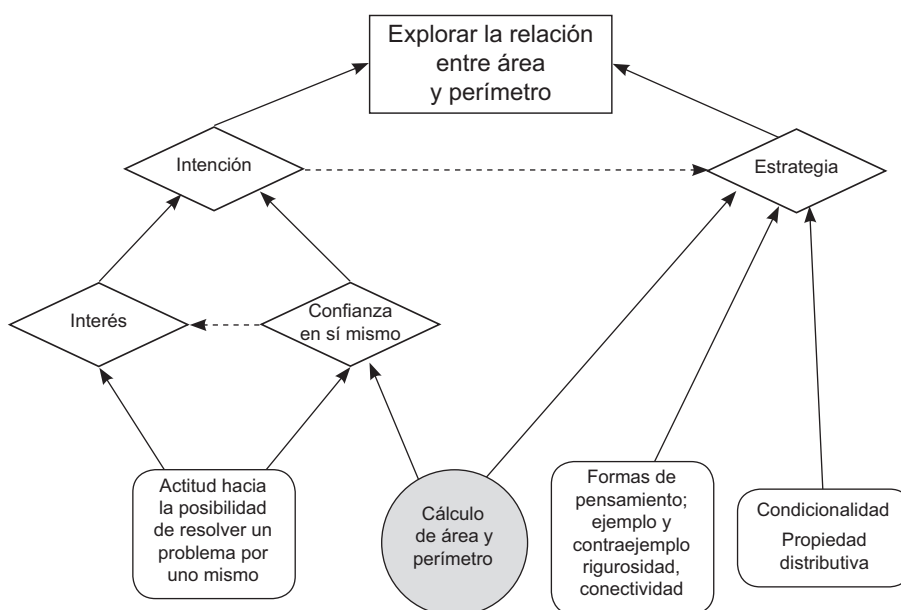 Explorar la relación
entre área
y perímetro
Intención
Estrategia
Interés
Confianza
en sí mismo
Actitud hacia
la posibilidad
de resolver un
problema por
uno mismo
Cálculo
de área y
perímetro
Formas de
pensamiento;
ejemplo y
contraejemplo
rigurosidad,
conectividad
Condicionalidad
Propiedad
distributiva